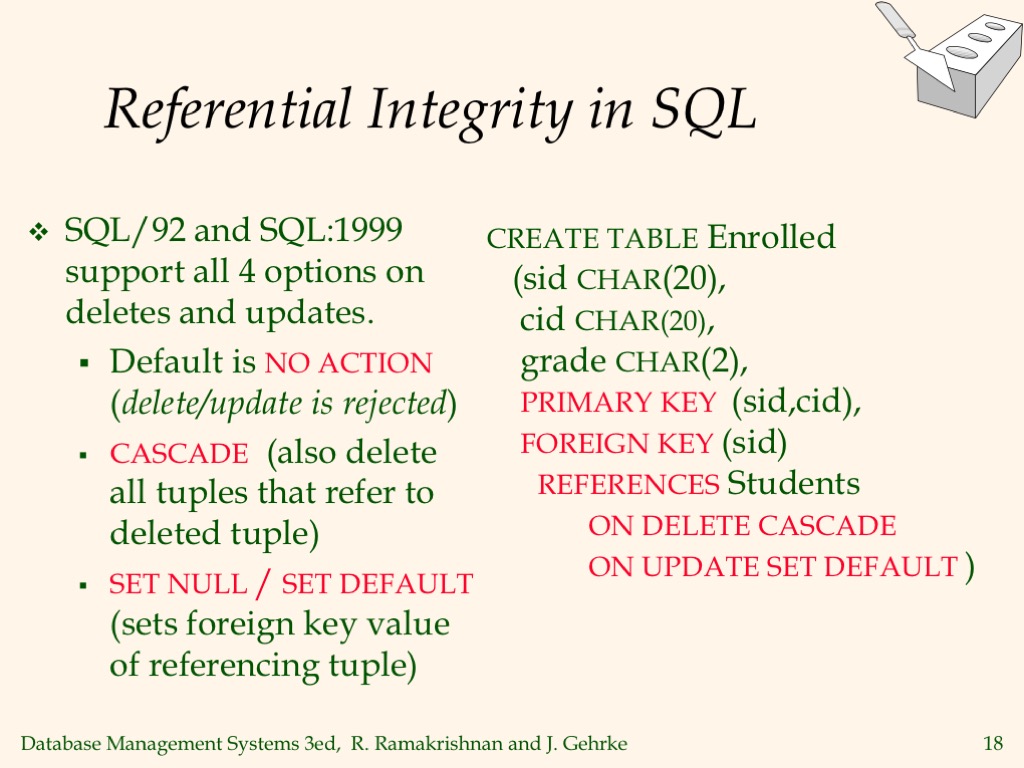 Referential Integrity in SQL
❖ SQL/92 and SQL:1999
support all 4 options on
deletes and updates.
▪ Default is NO ACTION
(delete/update is rejected)
▪ CASCADE (also delete
all tuples that refer to
deleted tuple)
▪ SET NULL / SET DEFAULT
(sets foreign key value
of referencing tuple)
CREATE TABLE Enrolled
(sid CHAR(20),
cid CHAR(20),
grade CHAR(2),
PRIMARY KEY (sid,cid),
FOREIGN KEY (sid)
REFERENCES Students
ON DELETE CASCADE
ON UPDATE SET DEFAULT )
Database Management Systems 3ed, R. Ramakrishnan and J. Gehrke 18